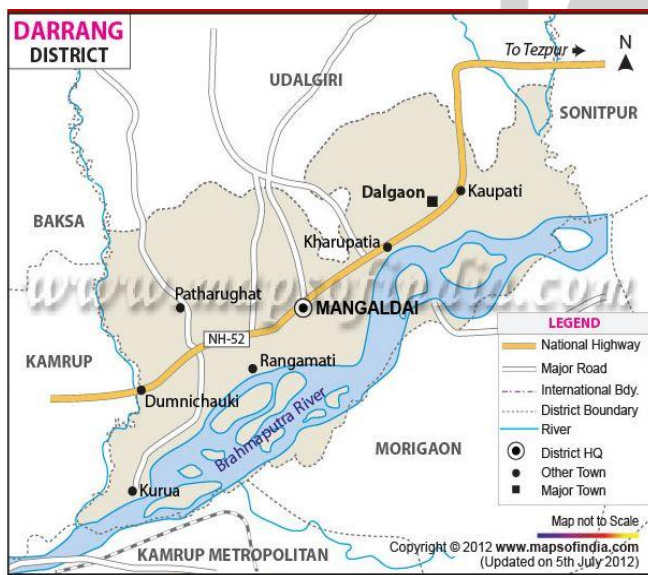 DARRANG
DISTRICT
To Tezpur
N
UDALGIRI
SONITPUR
Dalgaon
Kaupati
BAKSA
Kharupatia
www.mapsofindia.com
Patharughat
MANGALDAI
LEGEND
National Highway
Major Road
International Bdy.
District Boundary
River
District HQ
Other Town
Major Town
NH-52
KAMRUP
Rangamati
Dumnichauki
Brahmaputra River
MORIGAON
Kurua
Map not to Scale
KAMRUP METROPOLITAN
Copyright © 2012 www.mapsofindia.com
(Updated on 5th July 2012)